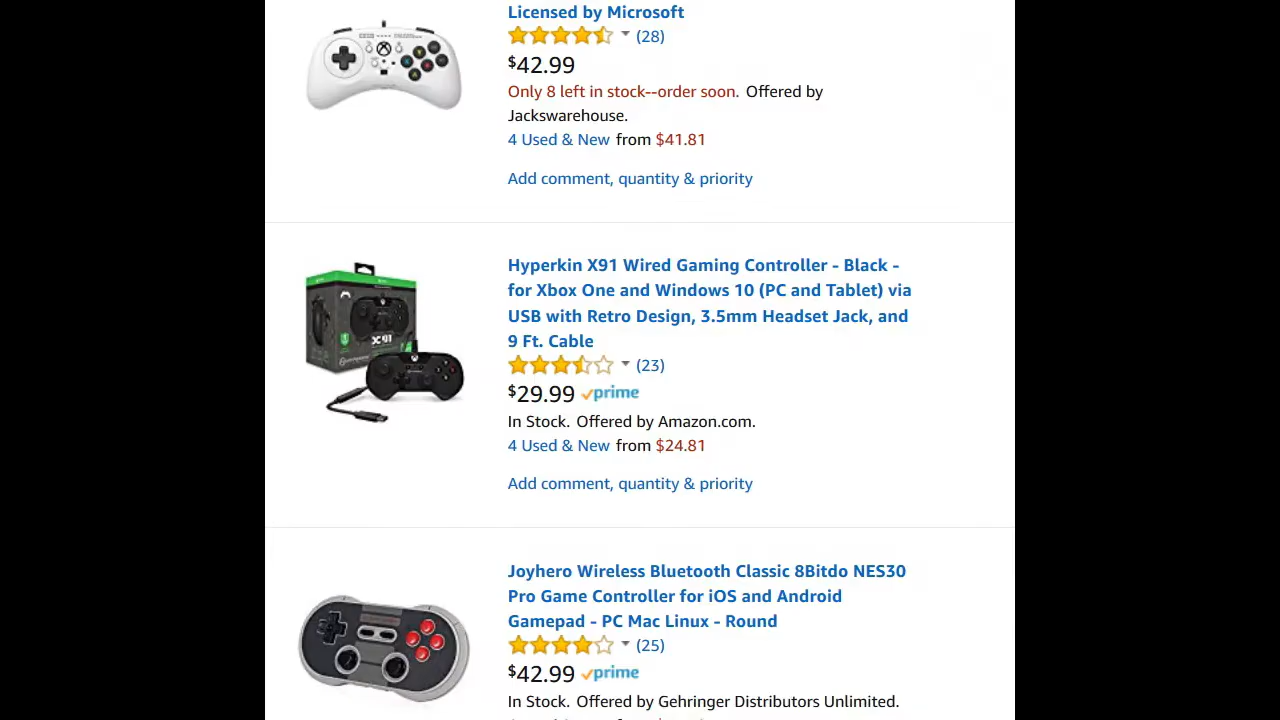 Licensed by Microsoft
(28)
$42.99
Only 8 left in stock--order soon. Offered by
Jackswarehouse.
4 Used & New from $41.81
Add comment, quantity & priority
Hyperkin X91 Wired Gaming Controller - Black -
for Xbox One and Windows 10 (PC and Tablet) via
USB with Retro Design, 3.5mm Headset Jack, and
9 Ft. Cable
(23)
$29.99 prime
In Stock. Offered by Amazon.com.
4 Used & New from $24.81
Add comment, quantity & priority
Joyhero Wireless Bluetooth Classic 8Bitdo NES30
Pro Game Controller for iOS and Android
Gamepad - PC Mac Linux - Round
(25)
$42.99 prime
In Stock. Offered by Gehringer Distributors Unlimited.